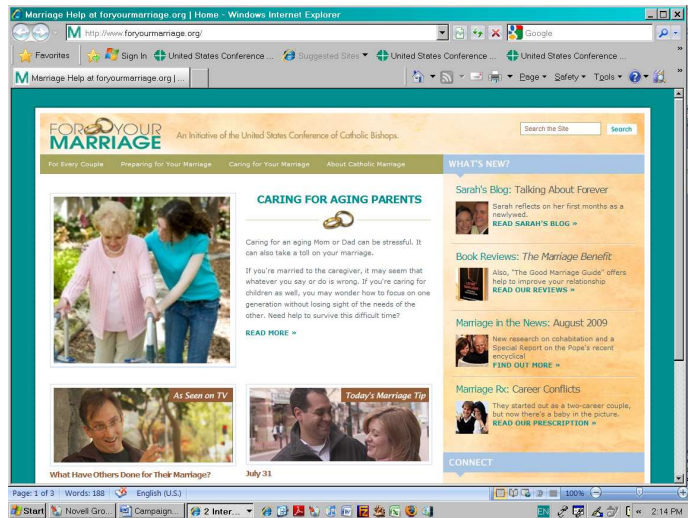 Marriage Help at foryourmarriage.org | Home - Windows Internet Explorer
http://www.foryourmarriage.org/
Google
Favorites Sign In United States Conference ... Suggested Sites United States Conference ... United States Conference ...
Marriage Help at foryourmarriage.org | ...
Page Safety Tools
FOR YOUR
MARRIAGE
An Initiative of the United States Conference of Catholic Bishops.
Search the Site Search
For Every Couple Preparing for Your Marriage Caring for Your Marriage About Catholic Marriage
WHAT'S NEW?
CARING FOR AGING PARENTS
Caring for an aging Mom or Dad can be stressful. It
can also take a toll on your marriage.
If you're married to the caregiver, it may seem that
whatever you say or do is wrong. If you're caring for
children as well, you may wonder how to focus on one
generation without losing sight of the needs of the
other. Need help to survive this difficult time?
READ MORE »
Sarah's Blog: Talking About Forever
Sarah reflects on her first months as a
newlywed.
READ SARAH'S BLOG »
Book Reviews: The Marriage Benefit
Also, "The Good Marriage Guide" offers
help to improve your relationship
READ OUR REVIEWS »
Marriage in the News: August 2009
New research on cohabitation and a
Special Report on the Pope's recent
encyclical
FIND OUT MORE »
Marriage Rx: Career Conflicts
They started out as a two-career couple,
but now there's a baby in the picture.
READ OUR PRESCRIPTION »
CONNECT
As Seen on TV
What Have Others Done for Their Marriage?
Today's Marriage Tip
July 31
Page: 1 of 3 Words: 188 English (U.S.) 100%
Start Novell Gro... Campaign... 2 Inter... EN 2:14 PM